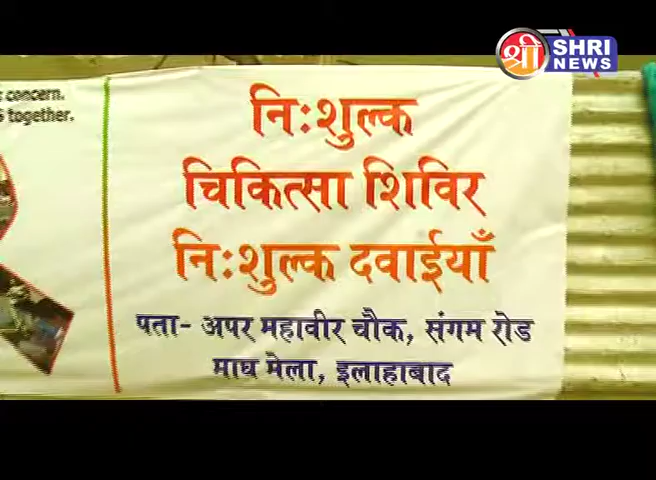 श्री SHRI NEWS
concern.
together.
निःशुल्क
चिकित्सा शिविर
निःशुल्क दवाईयाँ
पता- अपर महावीर चौक, संगम रोड
माघ मेला, इलाहाबाद